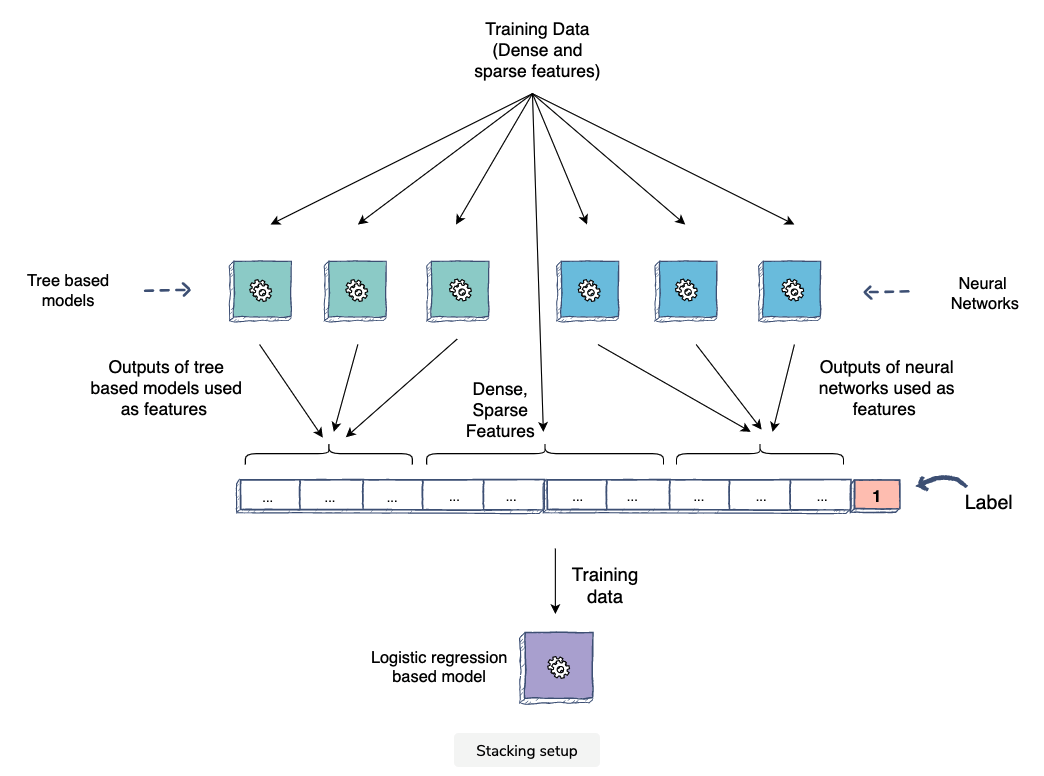 Training Data
(Dense and
sparse features)
Tree based
models
Neural
Networks
Outputs of tree
based models used
as features
Dense,
Sparse
Features
Outputs of neural
networks used as
features
... ... ... ... ... ... ... ... ... ... 1
Label
Training
data
Logistic regression
based model
Stacking setup